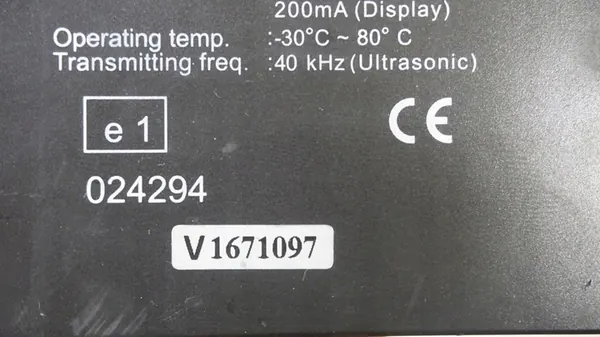 200mA (Display)
Operating temp. :-30°C ~ 80° C
Transmitting freq. :40 kHz (Ultrasonic)
e 1
CE
024294
V 1671097